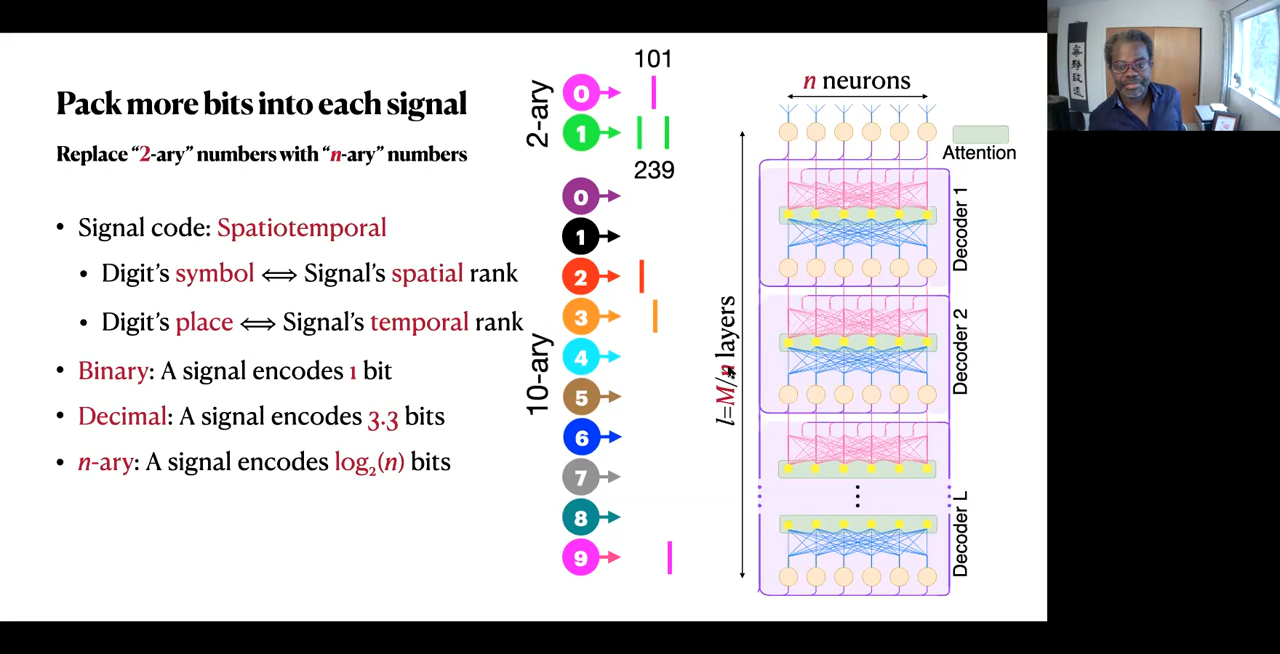 Pack more bits into each signal
Replace “2-ary” numbers with “n-ary” numbers
• Signal code: Spatiotemporal
• Digit’s symbol ⟺ Signal’s spatial rank
• Digit’s place ⟺ Signal’s temporal rank
• Binary: A signal encodes 1 bit
• Decimal: A signal encodes 3.3 bits
• n-ary: A signal encodes log₂(n) bits
2-ary
101
0
1
239
10-ary
0
1
2
3
4
5
6
7
8
9
n neurons
Attention
l=M/n layers
Decoder 1
Decoder 2
Decoder L